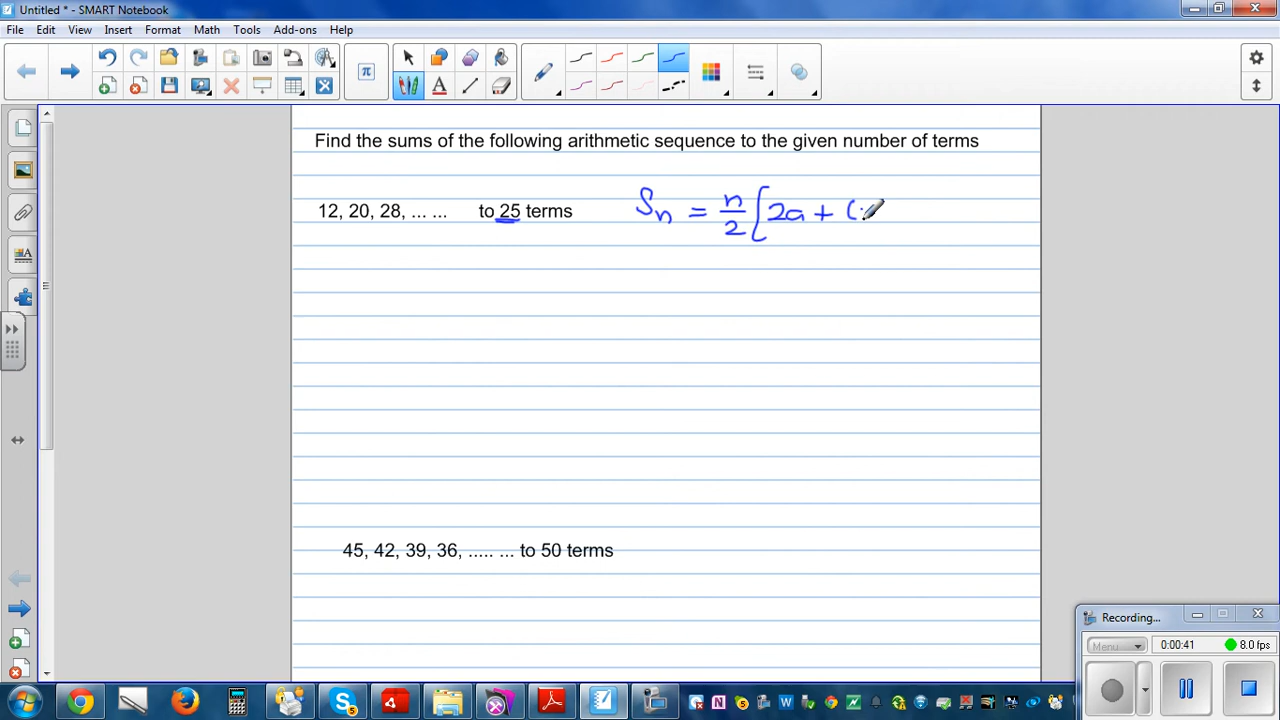 Untitled * - SMART Notebook
File Edit View Insert Format Math Tools Add-ons Help
Find the sums of the following arithmetic sequence to the given number of terms
12, 20, 28, ... ... to 25 terms Sn = n/2 [2a + (
45, 42, 39, 36, ..... ... to 50 terms
Recording...
Menu 0:00:41 8.0 fps